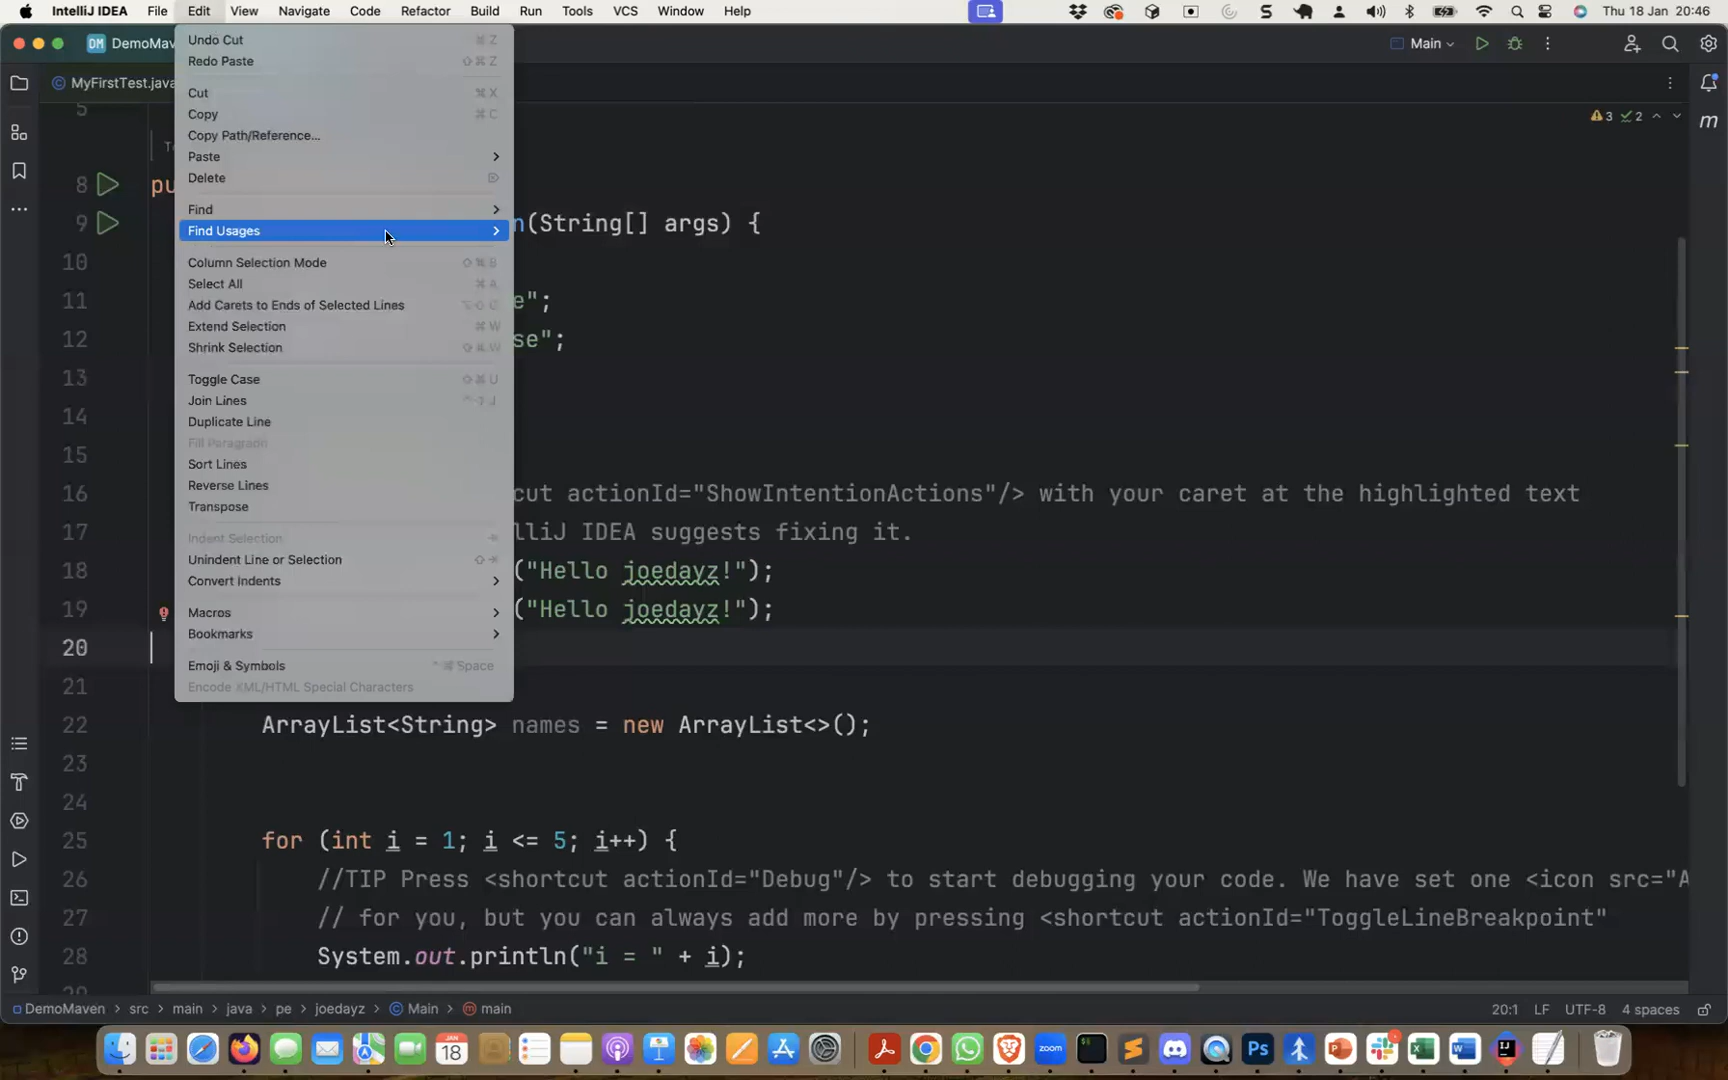 IntelliJ IDEA File Edit View Navigate Code Refactor Build Run Tools VCS Window Help Thu 18 Jan 20:46
DM DemoMav Main
MyFirstTest.java
Undo Cut ⌘ Z
Redo Paste ⇧ ⌘ Z
Cut ⌘ X
Copy ⌘ C
Copy Path/Reference...
Paste
Delete
Find
Find Usages
Column Selection Mode ⇧ ⌘ 8
Select All ⌘ A
Add Carets to Ends of Selected Lines ⌥ ⇧ G
Extend Selection ⌘ W
Shrink Selection ⇧ ⌘ W
Toggle Case ⇧ ⌘ U
Join Lines ^ ⇧ J
Duplicate Line
Fill Paragraph
Sort Lines
Reverse Lines
Transpose
Indent Selection
Unindent Line or Selection
Convert Indents
Macros
Bookmarks
Emoji & Symbols ^ ⌘ Space
Encode XML/HTML Special Characters
3 2
m
5
8 pu
9 n(String[] args) {
10
11 e";
12 se";
13
14
15
16 cut actionId="ShowIntentionActions"/> with your caret at the highlighted text
17 lliJ IDEA suggests fixing it.
18 ("Hello joedayz!");
19 ("Hello joedayz!");
20
21
22 ArrayList<String> names = new ArrayList<>();
23
24
25 for (int i = 1; i <= 5; i++) {
26 //TIP Press <shortcut actionId="Debug"/> to start debugging your code. We have set one <icon src="A
27 // for you, but you can always add more by pressing <shortcut actionId="ToggleLineBreakpoint"
28 System.out.println("i = " + i);
DemoMaven > src > main > java > pe > joedayz > Main > main 20:1 LF UTF-8 4 spaces
JAN 18 zoom Ps P X W IJ